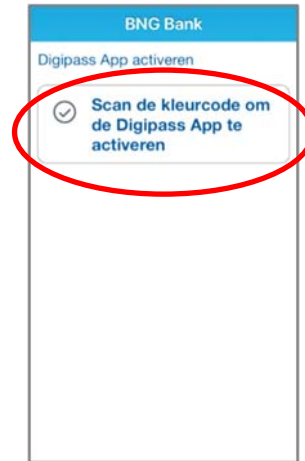 BNG Bank
Digipass App activeren
Scan de kleurcode om
de Digipass App te
activeren